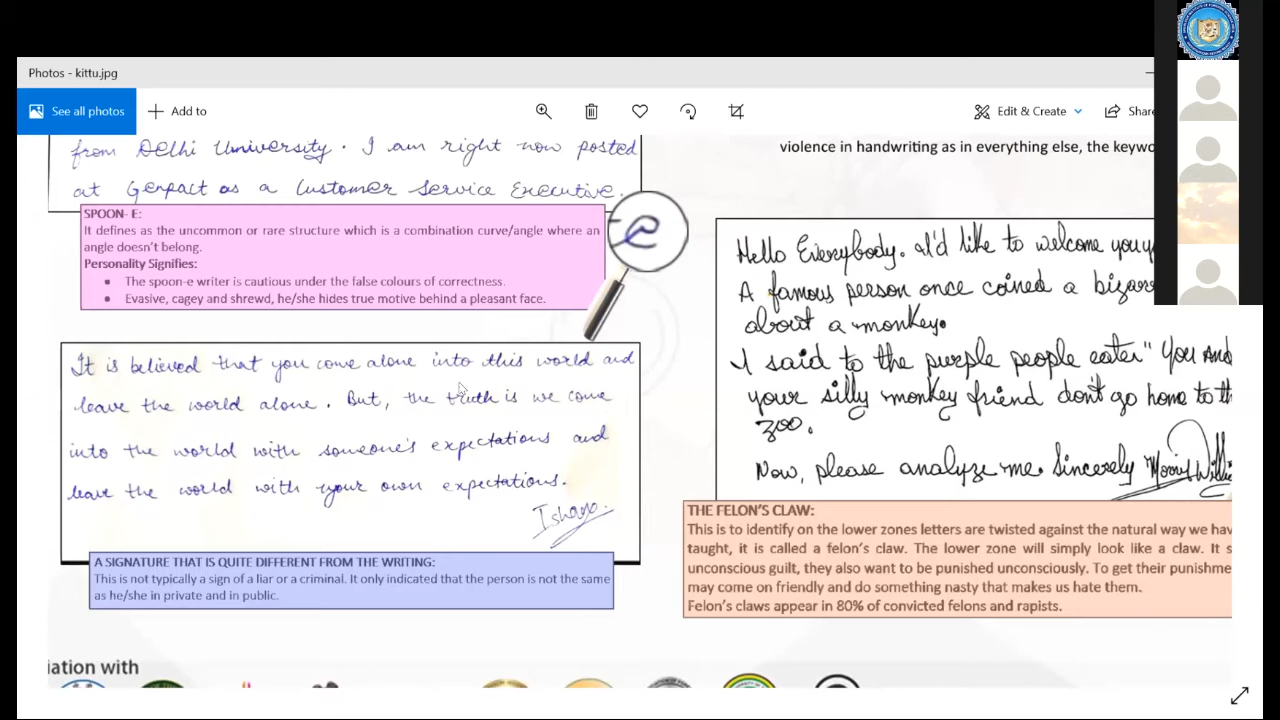 Photos - kittu.jpg
See all photos
Add to
Edit & Create
Share
from Delhi University. I am right now posted
at Genpact as a Customer Service Executive.
SPOON- E:
It defines as the uncommon or rare structure which is a combination curve/angle where an
angle doesn't belong.
Personality Signifies:
• The spoon-e writer is cautious under the false colours of correctness.
• Evasive, cagey and shrewd, he/she hides true motive behind a pleasant face.
e
It is believed that you come alone into this world and
leave the world alone. But, the truth is we come
into the world with someone's expectations and
leave the world with your own expectations.
A SIGNATURE THAT IS QUITE DIFFERENT FROM THE WRITING:
This is not typically a sign of a liar or a criminal. It only indicated that the person is not the same
as he/she in private and in public.
iation with
violence in handwriting as in everything else, the keywo
Hello Everybody. I'd like to welcome you
A famous person once coined a bizar
about a monkey.
I said to the purple people eater" You And
your silly monkey friend don't go home to th
zoo.
Now, please analyze me. Sincerely
THE FELON'S CLAW:
This is to identify on the lower zones letters are twisted against the natural way we hav
taught, it is called a felon's claw. The lower zone will simply look like a claw. It s
unconscious guilt, they also want to be punished unconsciously. To get their punishme
may come on friendly and do something nasty that makes us hate them.
Felon's claws appear in 80% of convicted felons and rapists.